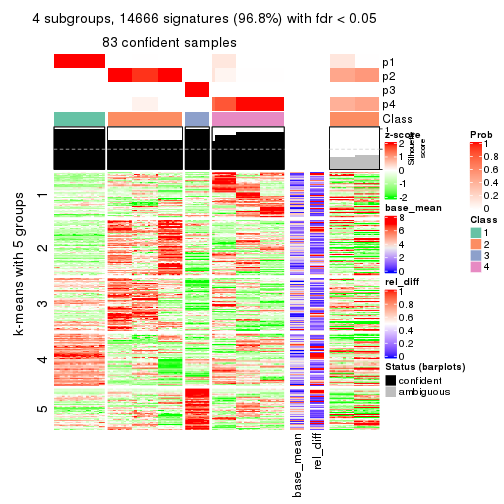 4 subgroups, 14666 signatures (96.8%) with fdr < 0.05
83 confident samples
p1
p2
p3
p4
Class
1
Silhouette score
k-means with 5 groups
1
2
3
4
5
base_mean
rel_diff
z-score
2
1
0
-1
-2
base_mean
8
6
4
2
0
rel_diff
1
0.8
0.6
0.4
0.2
0
Status (barplots)
confident
ambiguous
Prob
1
0.8
0.6
0.4
0.2
0
Class
1
2
3
4